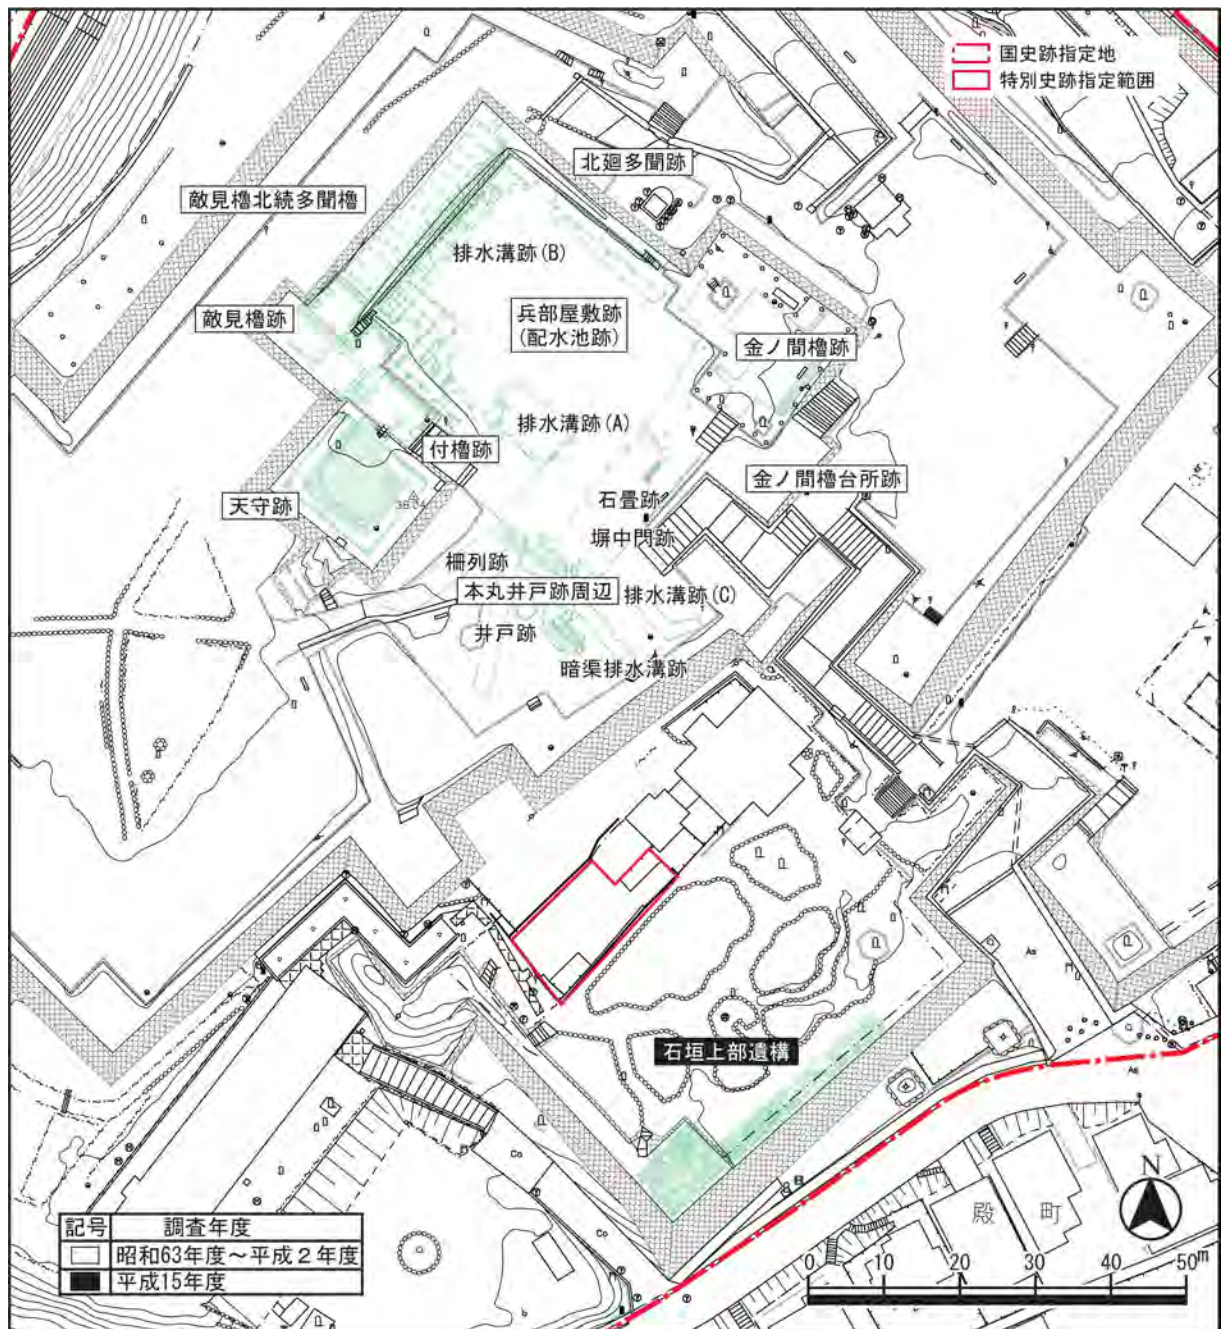 国史跡指定地
特別史跡指定範囲
北廻多聞跡
敵見櫓北続多聞櫓
排水溝跡(B)
敵見櫓跡
兵部屋敷跡
(配水池跡)
金ノ間櫓跡
排水溝跡(A)
付櫓跡
金ノ間櫓台所跡
天守跡
石畳跡
塀中門跡
柵列跡
本丸井戸跡周辺
排水溝跡(C)
井戸跡
暗渠排水溝跡
As
石垣上部遺構
As
Co
Co
殿町
N
記号 調査年度
昭和63年度～平成2年度
平成15年度
0 10 20 30 40 50m